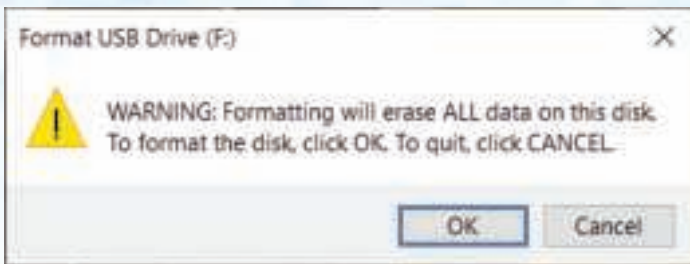 Format USB Drive (F:)
WARNING: Formatting will erase ALL data on this disk.
To format the disk, click OK. To quit, click CANCEL.
OK
Cancel